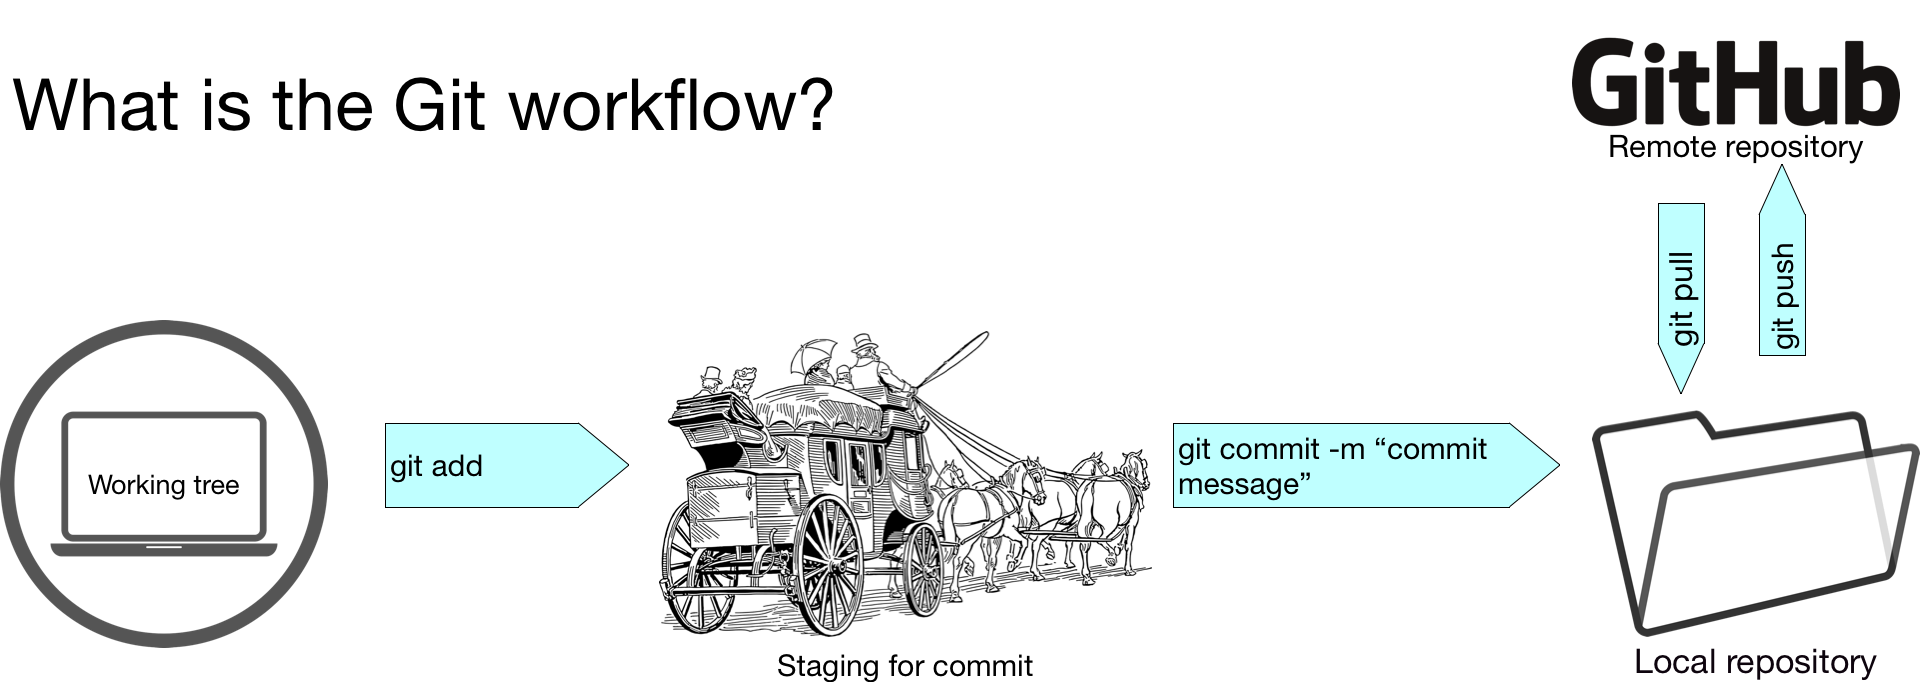 What is the Git workflow?
GitHub
Remote repository
git pull
git push
Working tree
git add
git commit -m “commit
message”
Staging for commit
Local repository